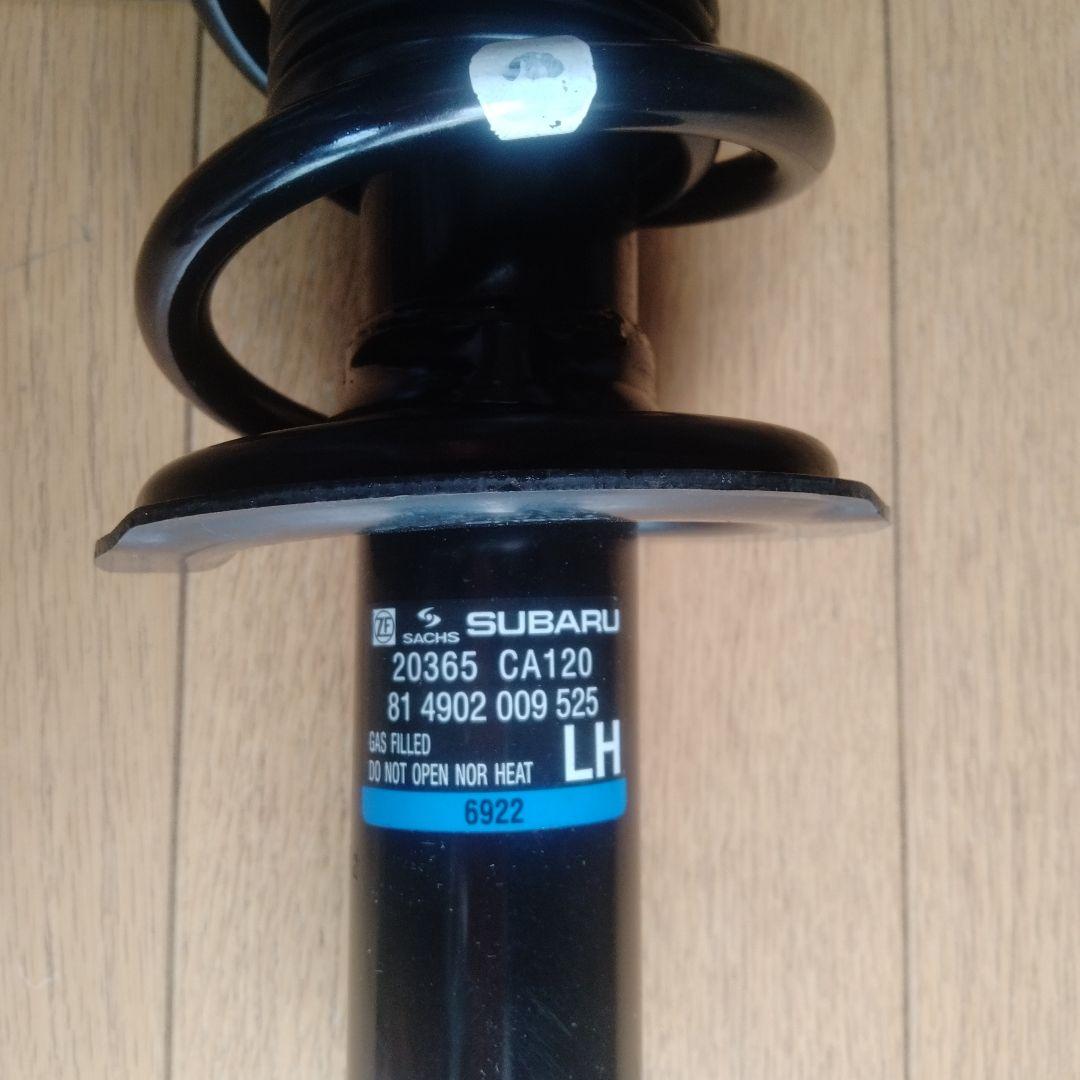 ZF SACHS SUBARU
20365 CA120
81 4902 009 525
GAS FILLED
DO NOT OPEN NOR HEAT LH
6922